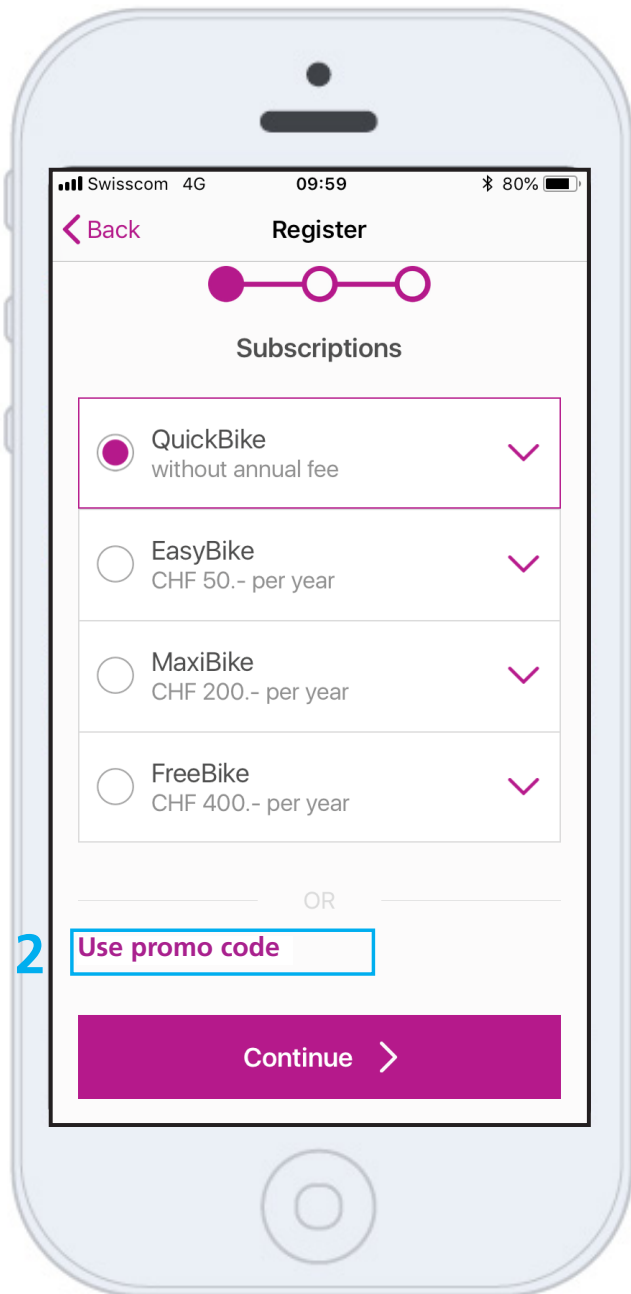 Swisscom 4G 09:59 80%
Back Register
Subscriptions
QuickBike
without annual fee
EasyBike
CHF 50.- per year
MaxiBike
CHF 200.- per year
FreeBike
CHF 400.- per year
OR
2 Use promo code
Continue